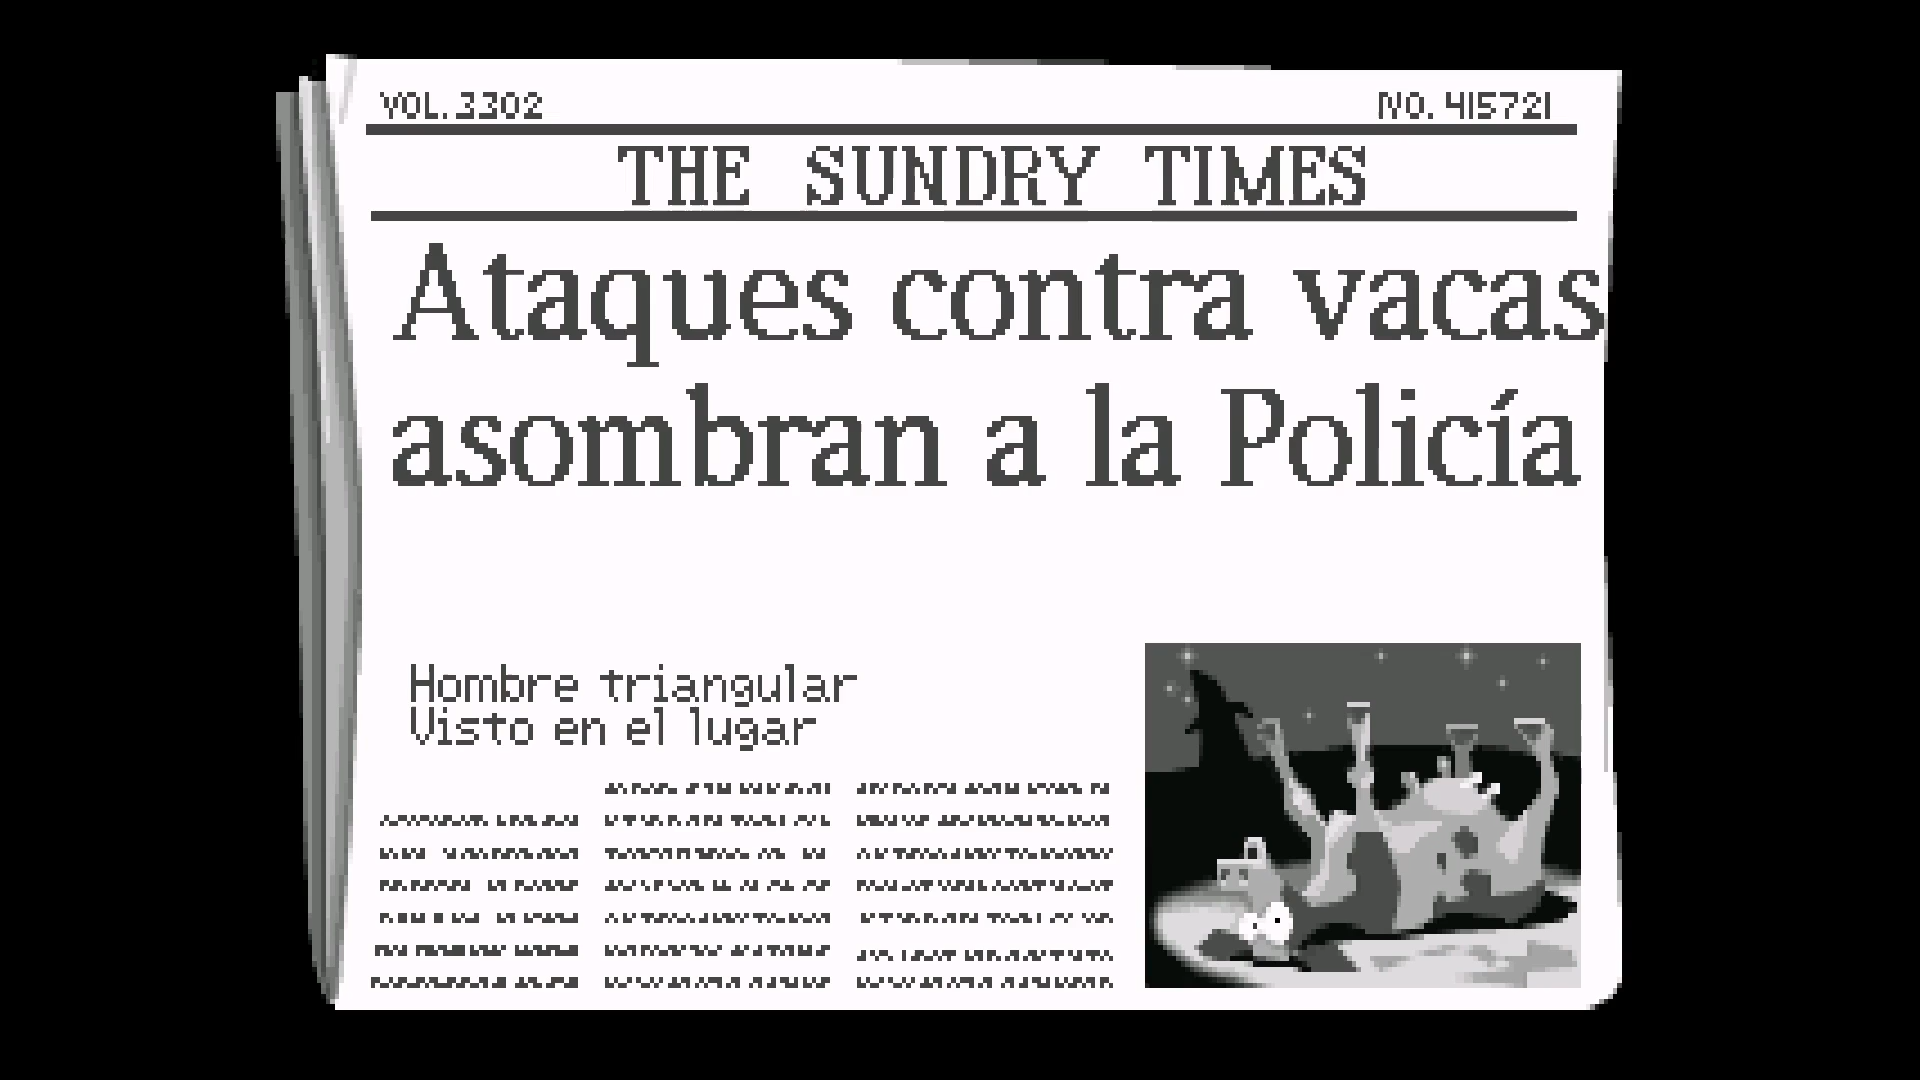 VOL. 3302
NO. 415721
THE SUNDRY TIMES
Ataques contra vacas
asombran a la Policía
Hombre triangular
Visto en el lugar